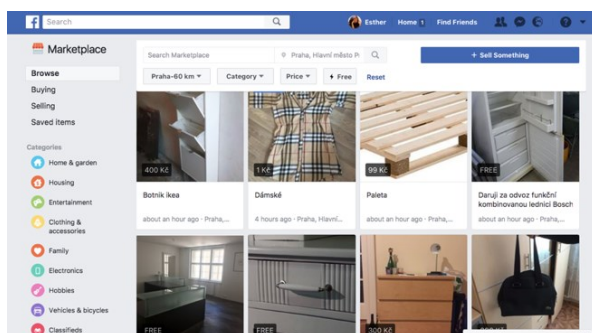 Search
Esther Home 1 Find Friends
Marketplace
Search Marketplace
Praha, Hlavní město
+ Sell Something
Browse
Praha-60 km
Category
Price
Free
Reset
Buying
Selling
Saved items
Categories
Home & garden
Housing
Entertainment
Clothing &
accessories
Family
Electronics
Hobbies
Vehicles & bicycles
Classifieds
400 Kč
Botník ikea
about an hour ago · Praha,...
1 Kč
Dámské
4 hours ago · Praha, Hlavní...
99 Kč
Paleta
about an hour ago · Praha,...
FREE
Daruji za odvoz funkční
kombinovanou lednici Bosch
about an hour ago · Praha,...
FREE
FREE
300 Kč